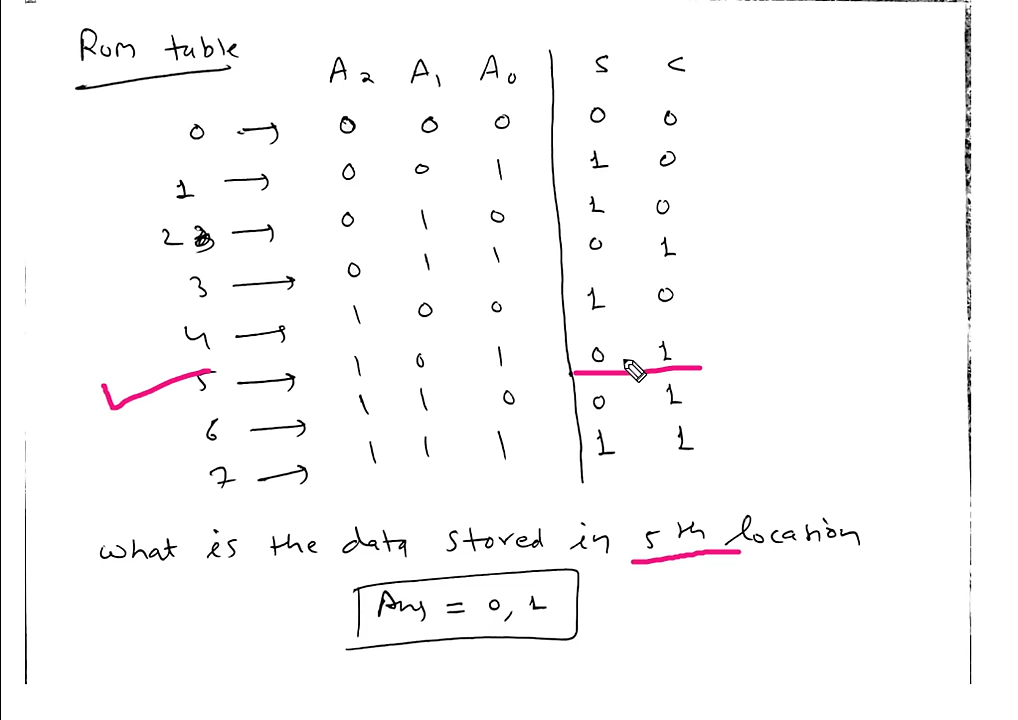 Rom table
A2 A1 A0 S C
0 → 0 0 0 0 0
1 → 0 0 1 1 0
2 → 0 1 0 1 0
3 → 0 1 1 0 1
4 → 1 0 0 1 0
5 → 1 0 1 0 1
6 → 1 1 0 0 1
7 → 1 1 1 1 1
what is the data stored in 5th location
Ans = 0, 1